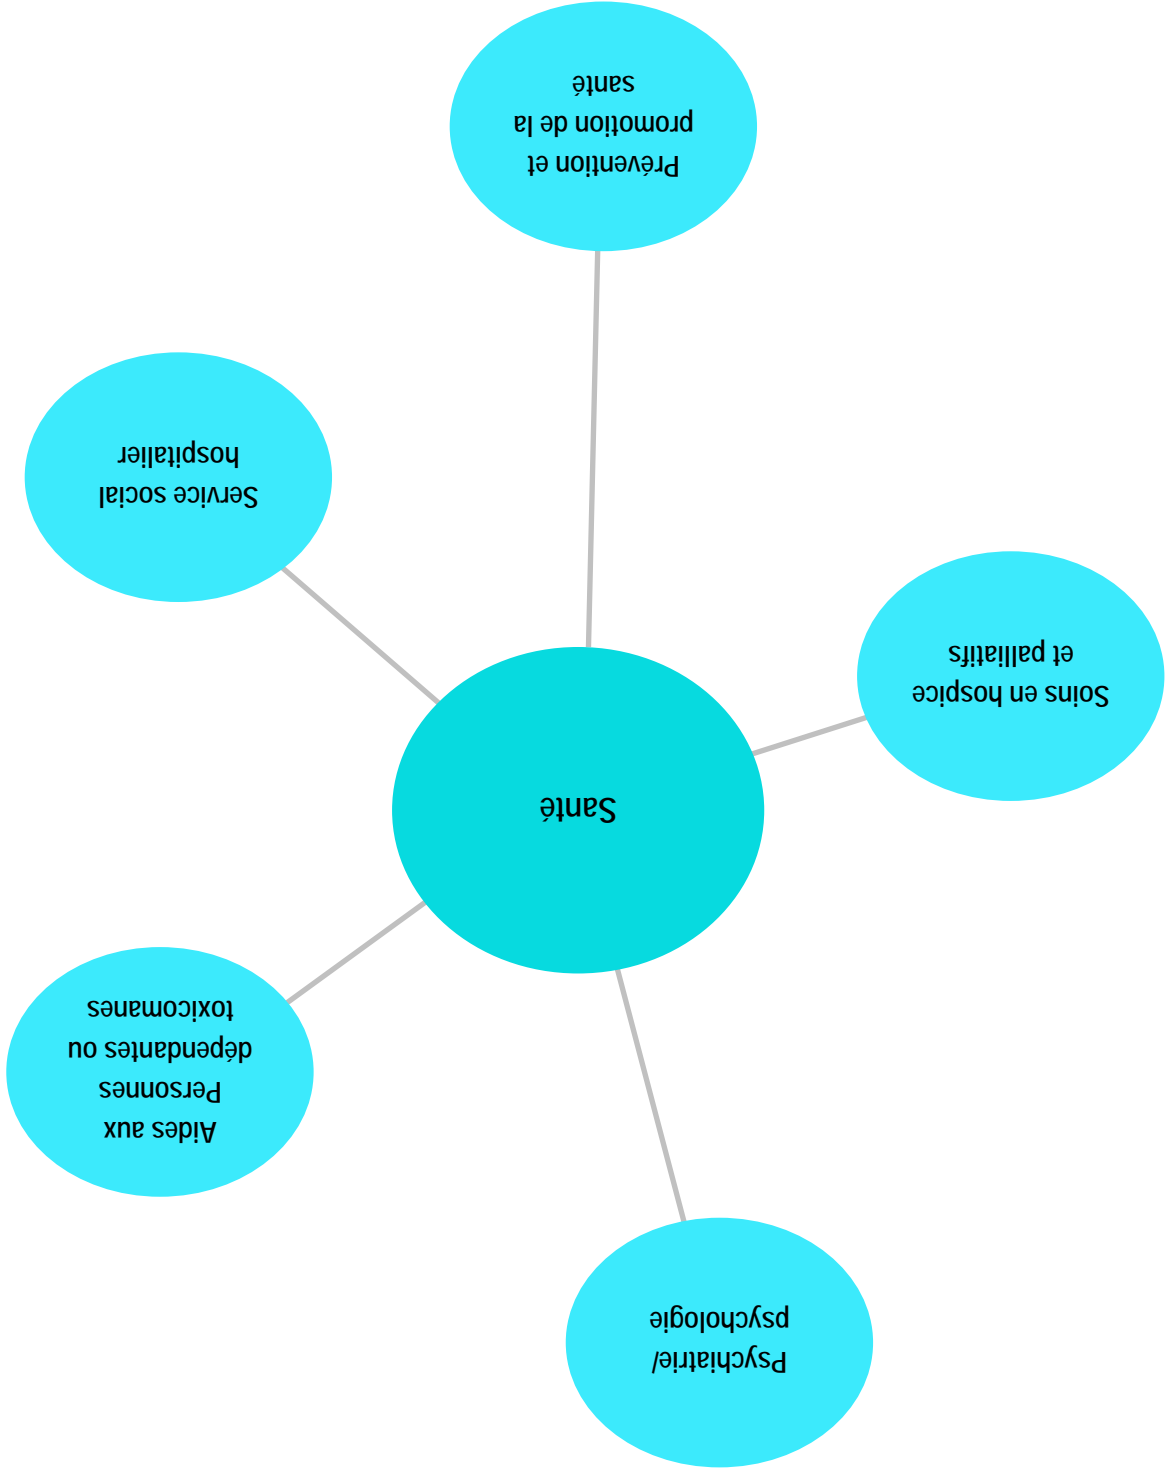 Psychiatrie/
psychologie
Aides aux
Personnes
dépendantes ou
toxicomanes
Santé
Soins en hospice
et palliatifs
Service social
hospitalier
Prévention et
promotion de la
santé